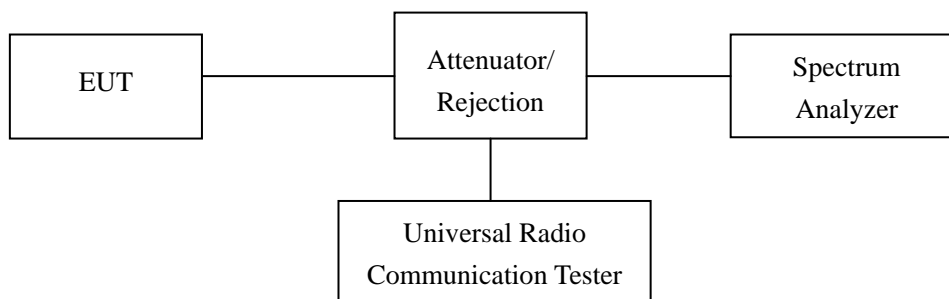 EUT
Attenuator/
Rejection
Spectrum
Analyzer
Universal Radio
Communication Tester